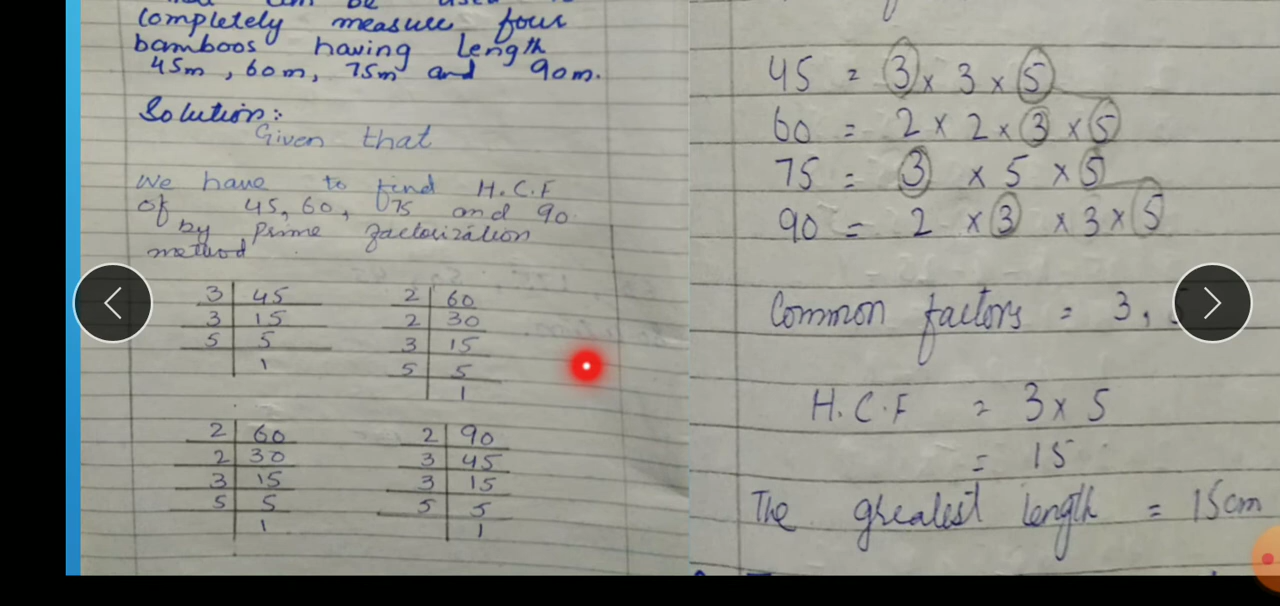 completely measure four
bamboos having length
45m, 60m, 75m and 90m.
Solution:
Given that
We have to find H.C.F
of 45, 60, 75 and 90.
by prime factorization
method
3 | 45
3 | 15
5 | 5
1
2 | 60
2 | 30
3 | 15
5 | 5
1
2 | 60
2 | 30
3 | 15
5 | 5
1
2 | 90
3 | 45
3 | 15
5 | 5
1
45 = 3 x 3 x 5
60 = 2 x 2 x 3 x 5
75 = 3 x 5 x 5
90 = 2 x 3 x 3 x 5
Common factors = 3,
H.C.F = 3 x 5
= 15
The greatest length = 15cm